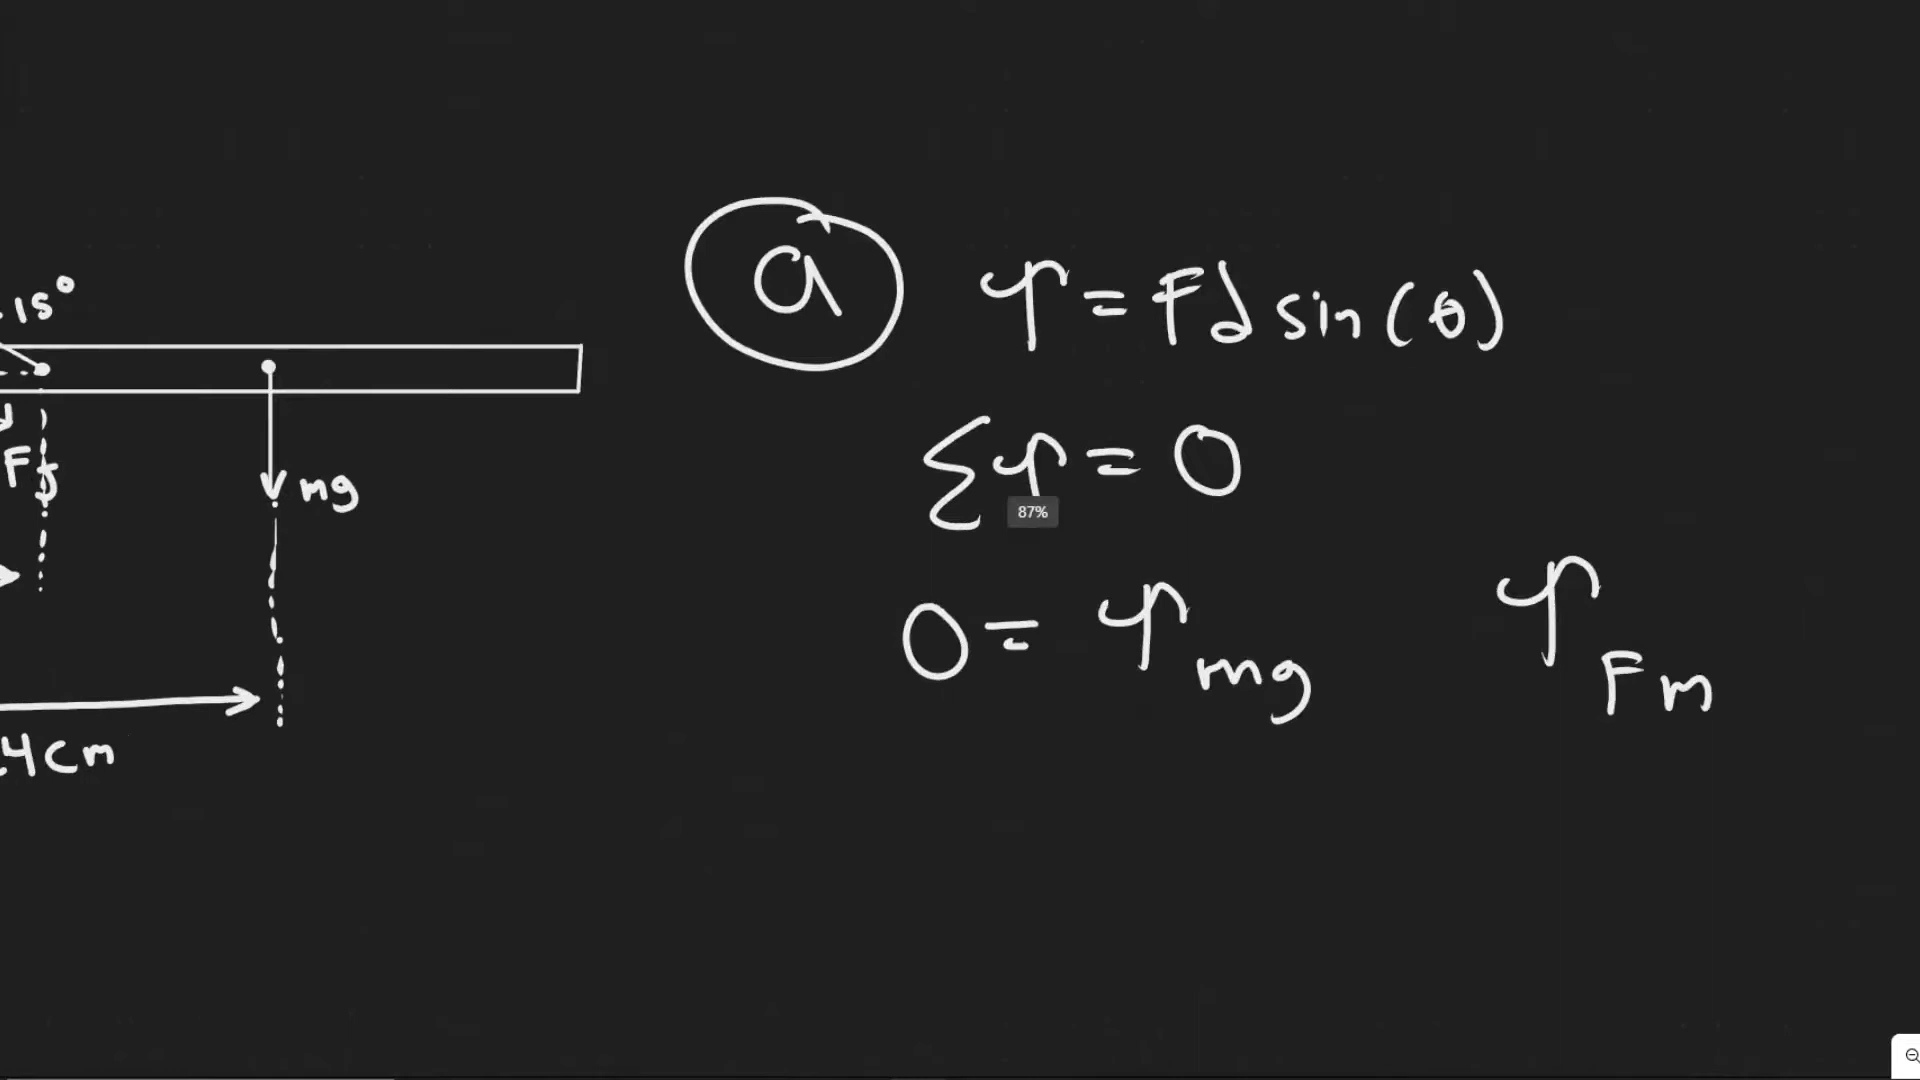 .15°
a τ = Fd sin(θ)
d
F
mg
Στ = 0
87%
0 = τmg τFm
.4cm